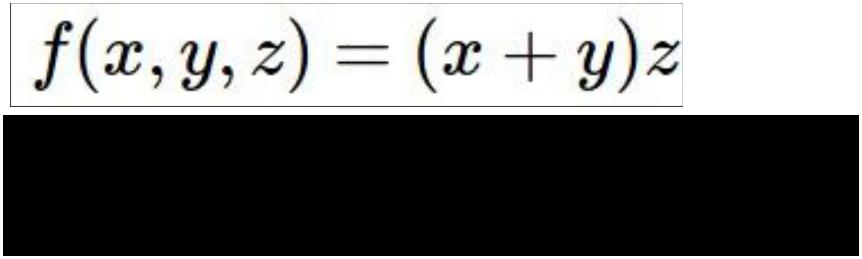 f(x, y, z) = (x + y)z